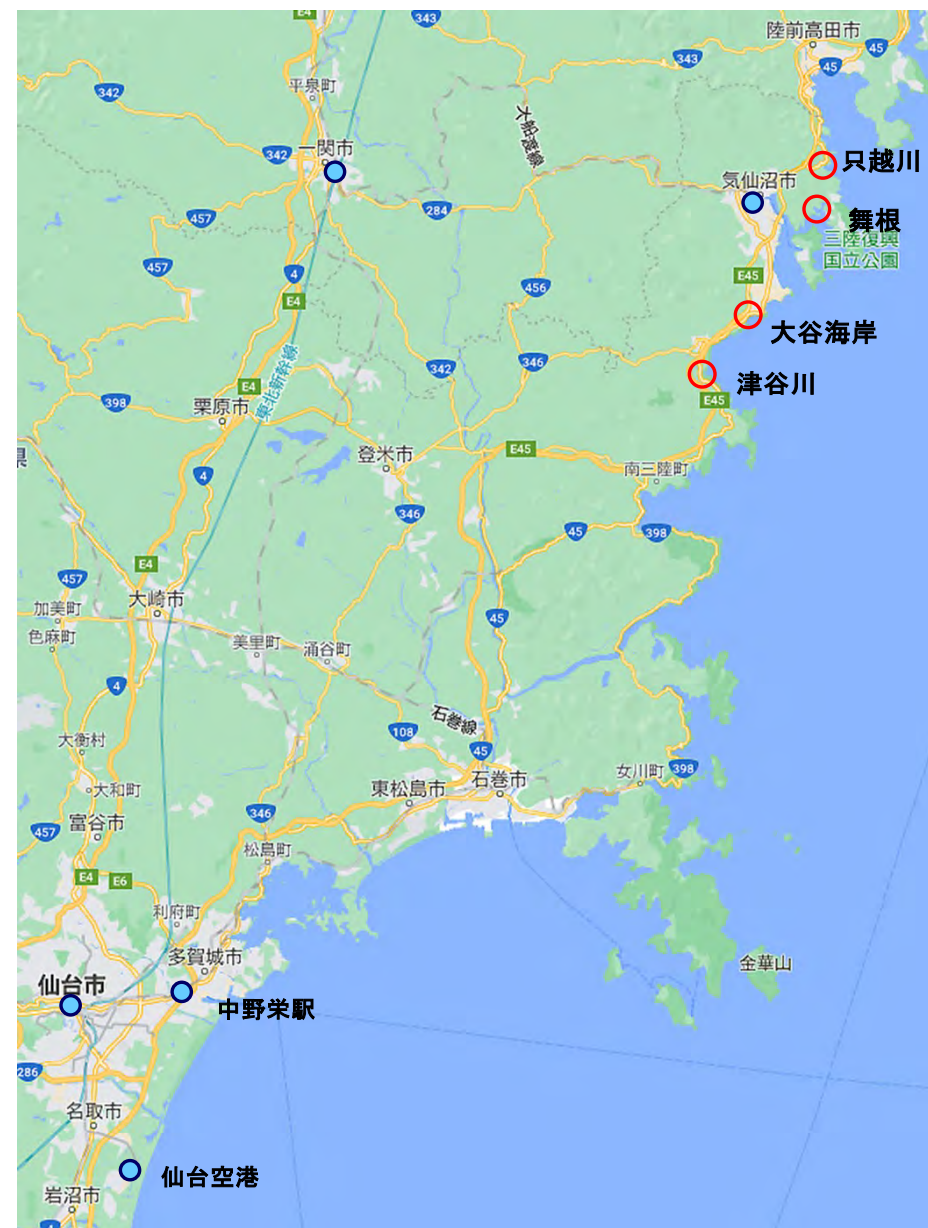 E4
343
陸前高田市
45
343
45
342
平泉町
大船渡線
342
一関市
只越川
気仙沼市
457
284
舞根
三陸復興
国立公園
457
4
E45
E4
456
大谷海岸
東北新幹線
342
346
E4
津谷川
398
栗原市
E45
県
登米市
E45
南三陸町
4
346
45
398
E4
457
大崎市
加美町
色麻町
美里町
涌谷町
45
4
石巻線
108
大衡村
45
女川町
398
石巻市
東松島市
大和町
346
富谷市
457
松島町
E4
E6
利府町
多賀城市
金華山
仙台市
中野栄駅
286
名取市
仙台空港
岩沼市
4